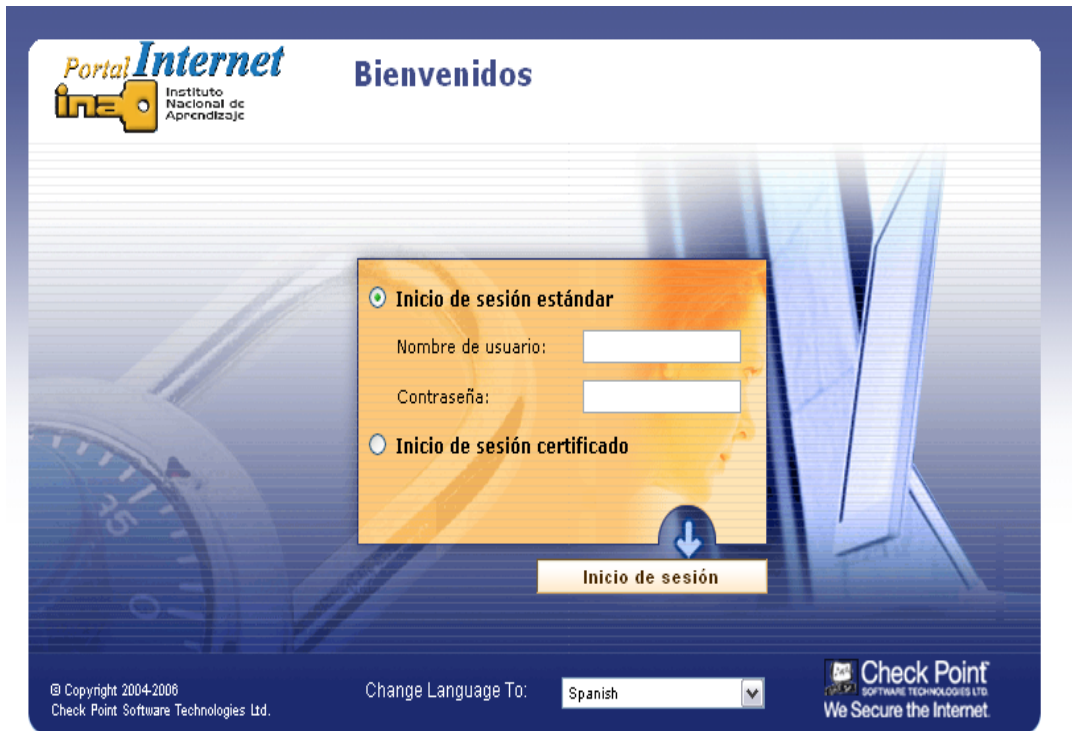 Portal Internet
ina
Instituto
Nacional de
Aprendizaje
Bienvenidos
Inicio de sesión estándar
Nombre de usuario:
Contraseña:
Inicio de sesión certificado
Inicio de sesión
© Copyright 2004-2006
Check Point Software Technologies Ltd.
Change Language To:
Spanish
Check Point
SOFTWARE TECHNOLOGIES LTD.
We Secure the Internet.
15
0